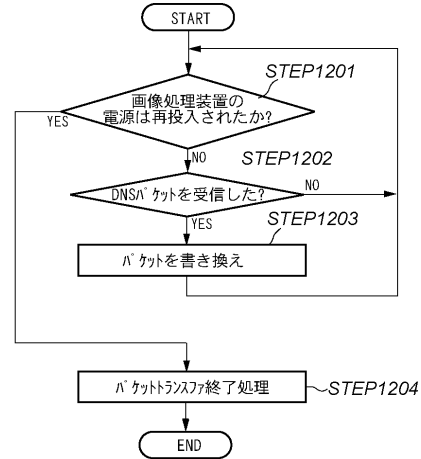 START
STEP1201
画像処理装置の
電源は再投入されたか?
YES
NO
STEP1202
DNSﾊﾟｹｯﾄを受信した?
NO
YES
STEP1203
ﾊﾟｹｯﾄを書き換え
ﾊﾟｹｯﾄﾄﾗﾝｽﾌｧ終了処理
STEP1204
END